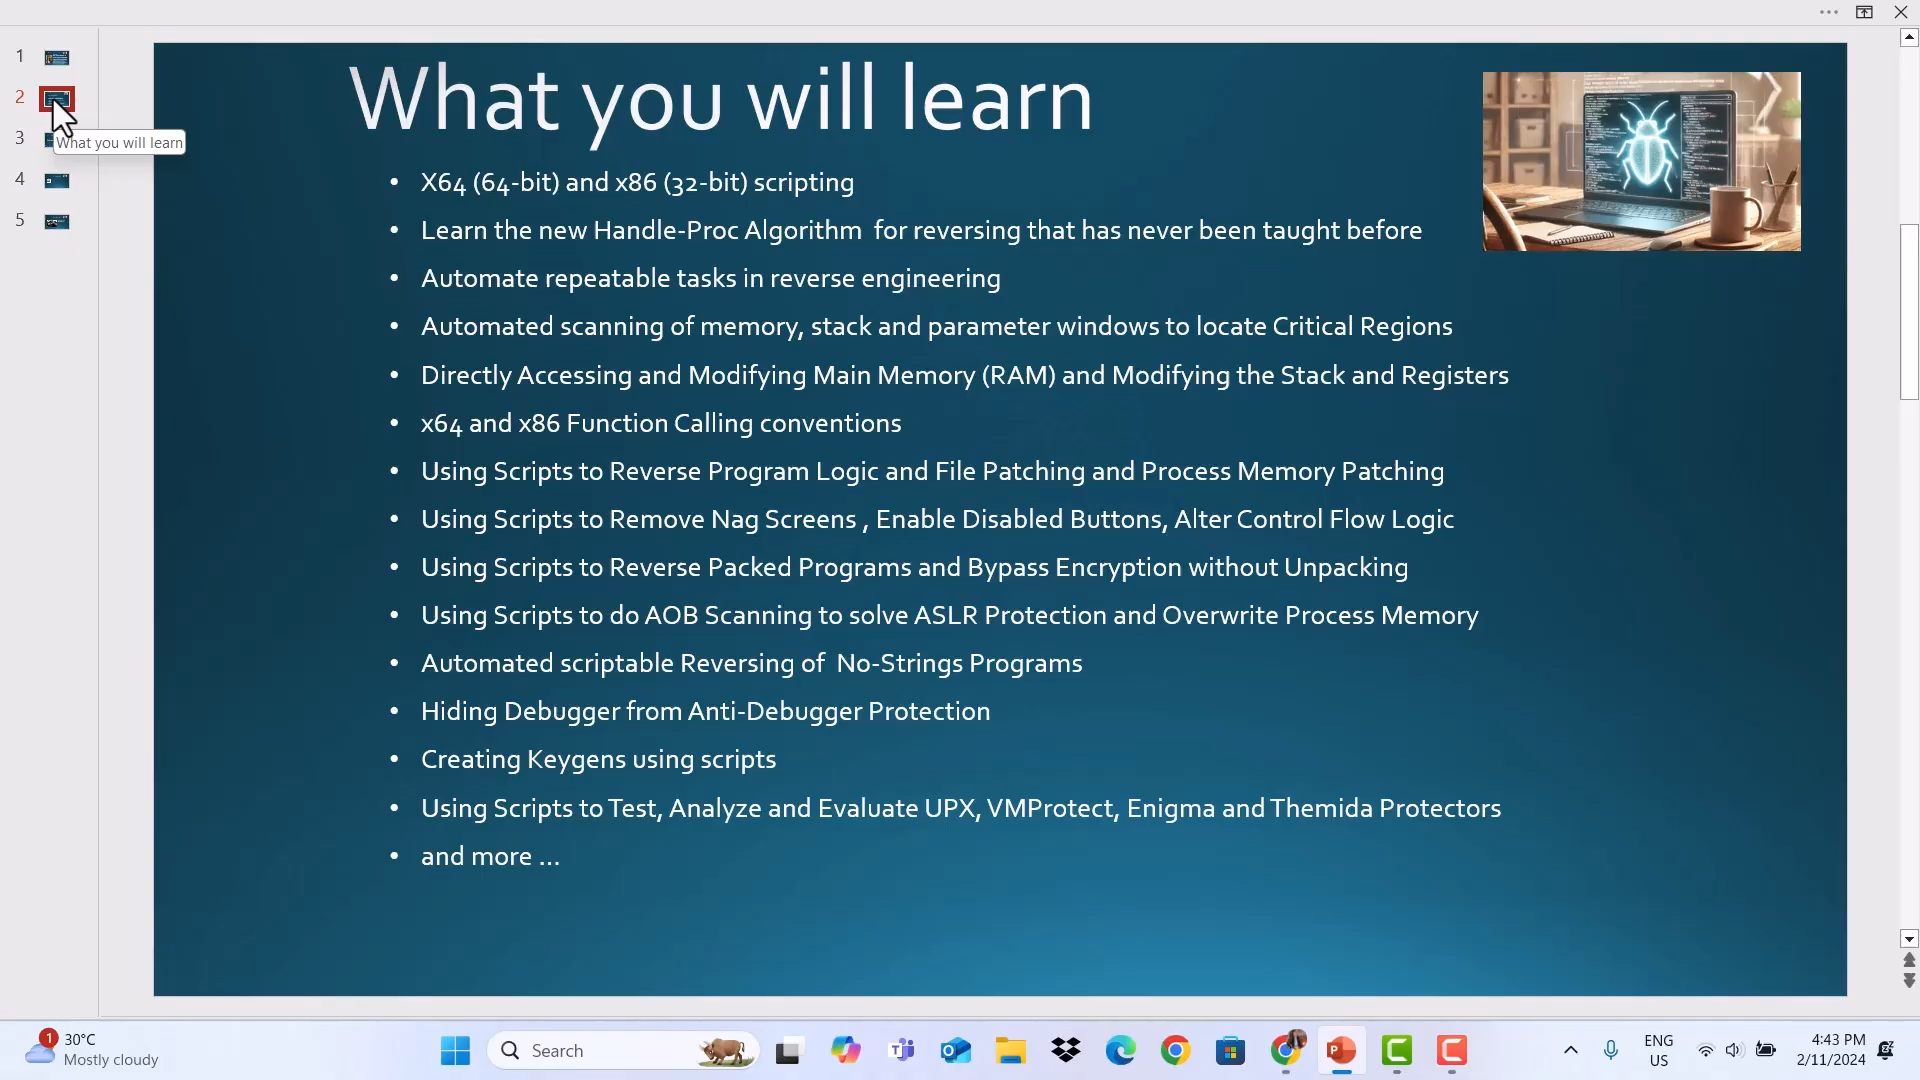 1
2
3
4
5
What you will learn
What you will learn
• X64 (64-bit) and x86 (32-bit) scripting
• Learn the new Handle-Proc Algorithm  for reversing that has never been taught before
• Automate repeatable tasks in reverse engineering
• Automated scanning of memory, stack and parameter windows to locate Critical Regions
• Directly Accessing and Modifying Main Memory (RAM) and Modifying the Stack and Registers
• x64 and x86 Function Calling conventions
• Using Scripts to Reverse Program Logic and File Patching and Process Memory Patching
• Using Scripts to Remove Nag Screens , Enable Disabled Buttons, Alter Control Flow Logic
• Using Scripts to Reverse Packed Programs and Bypass Encryption without Unpacking
• Using Scripts to do AOB Scanning to solve ASLR Protection and Overwrite Process Memory
• Automated scriptable Reversing of  No-Strings Programs
• Hiding Debugger from Anti-Debugger Protection
• Creating Keygens using scripts
• Using Scripts to Test, Analyze and Evaluate UPX, VMProtect, Enigma and Themida Protectors
• and more ...
1
30°C
Mostly cloudy
Search
ENG
US
4:43 PM
2/11/2024